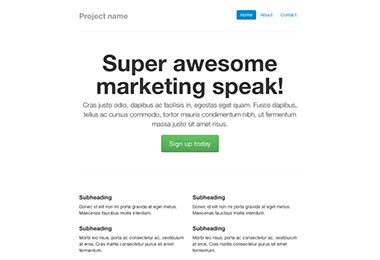 Project name
Home
About
Contact
Super awesome
marketing speak!
Cras justo odio, dapibus ac facilisis in, egestas eget quam. Fusce dapibus,
tellus ac cursus commodo, tortor mauris condimentum nibh, ut fermentum
massa justo sit amet risus.
Sign up today
Subheading
Donec id elit non mi porta gravida at eget metus.
Maecenas faucibus mollis interdum.
Subheading
Morbi leo risus, porta ac consectetur ac, vestibulum
at eros. Cras mattis consectetur purus sit amet
fermentum.
Subheading
Donec id elit non mi porta gravida at eget metus.
Maecenas faucibus mollis interdum.
Subheading
Morbi leo risus, porta ac consectetur ac, vestibulum
at eros. Cras mattis consectetur purus sit amet
fermentum.